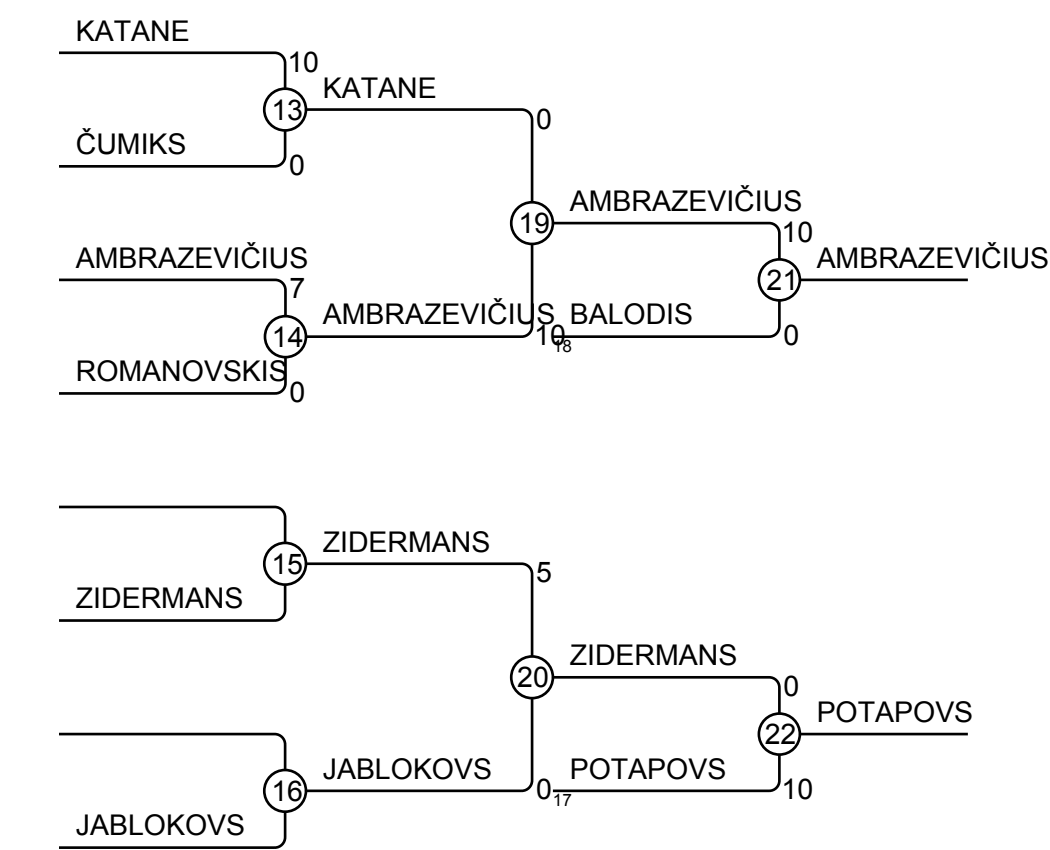 KATANE
10
KATANE
13
0
ČUMIKS
0
AMBRAZEVIČIUS
19
10
AMBRAZEVIČIUS
AMBRAZEVIČIUS
21
7
AMBRAZEVIČIUS
BALODIS
14
10
18
0
ROMANOVSKIS
0
ZIDERMANS
15
5
ZIDERMANS
ZIDERMANS
20
0
POTAPOVS
22
JABLOKOVS
POTAPOVS
16
0
17
10
JABLOKOVS